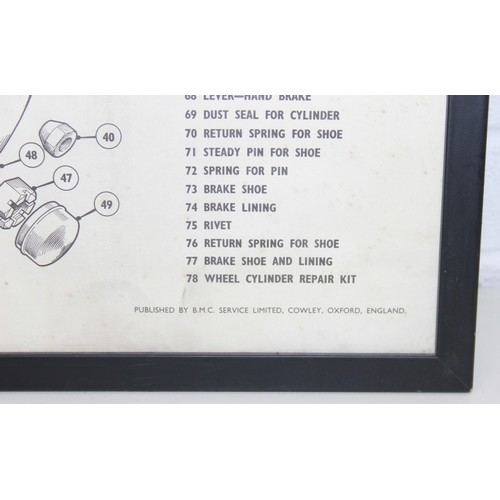 68 LEVER—HAND BRAKE
69 DUST SEAL FOR CYLINDER
40
70 RETURN SPRING FOR SHOE
48
71 STEADY PIN FOR SHOE
47
72 SPRING FOR PIN
73 BRAKE SHOE
49
74 BRAKE LINING
75 RIVET
76 RETURN SPRING FOR SHOE
77 BRAKE SHOE AND LINING
78 WHEEL CYLINDER REPAIR KIT
PUBLISHED BY B.M.C. SERVICE LIMITED, COWLEY, OXFORD, ENGLAND.